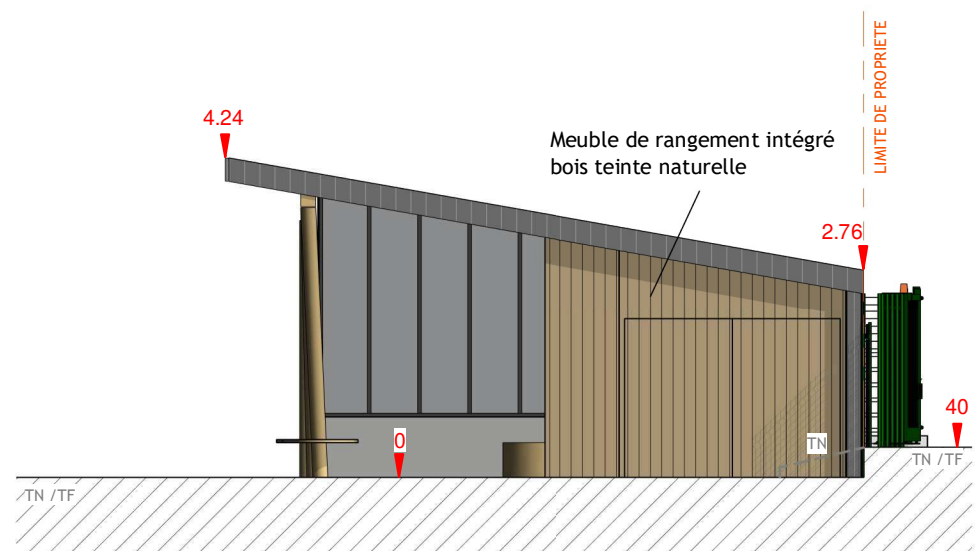 LIMITE DE PROPRIETE
4.24
Meuble de rangement intégré
bois teinte naturelle
2.76
40
0
TN
TN / TF
TN / TF